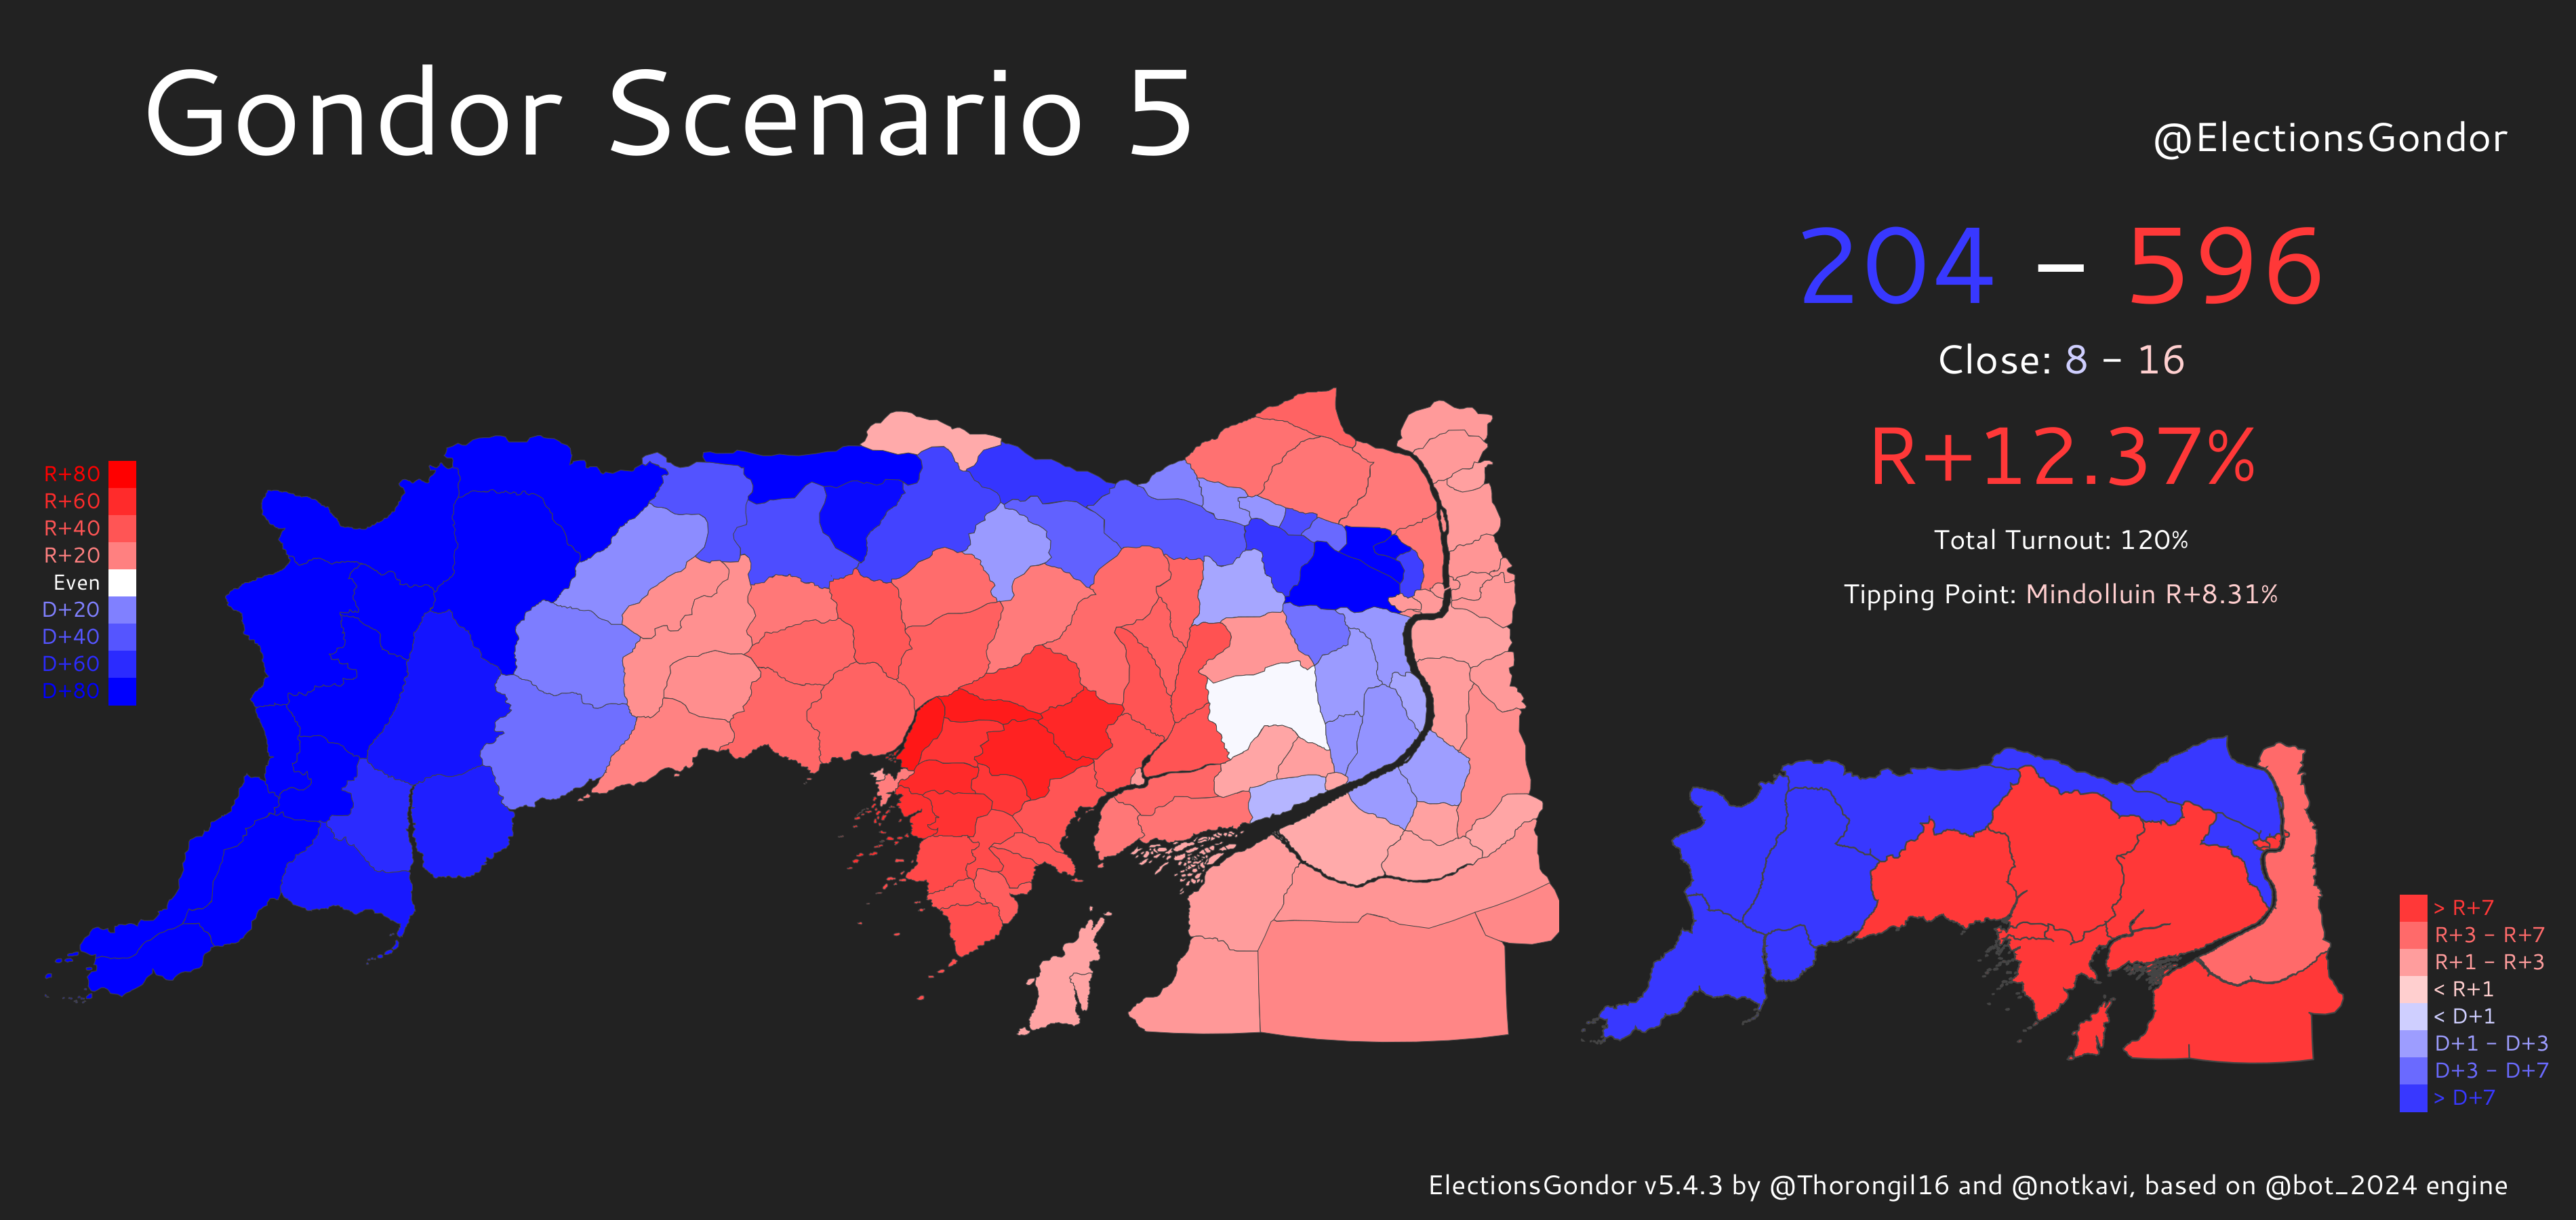 Gondor Scenario 5
@ElectionsGondor
204 - 596
Close: 8 - 16
R+12.37%
Total Turnout: 120%
Tipping Point: Mindolluin R+8.31%
R+80
R+60
R+40
R+20
Even
D+20
D+40
D+60
D+80
> R+7
R+3 - R+7
R+1 - R+3
< R+1
< D+1
D+1 - D+3
D+3 - D+7
> D+7
ElectionsGondor v5.4.3 by @Thorongil16 and @notkavi, based on @bot_2024 engine